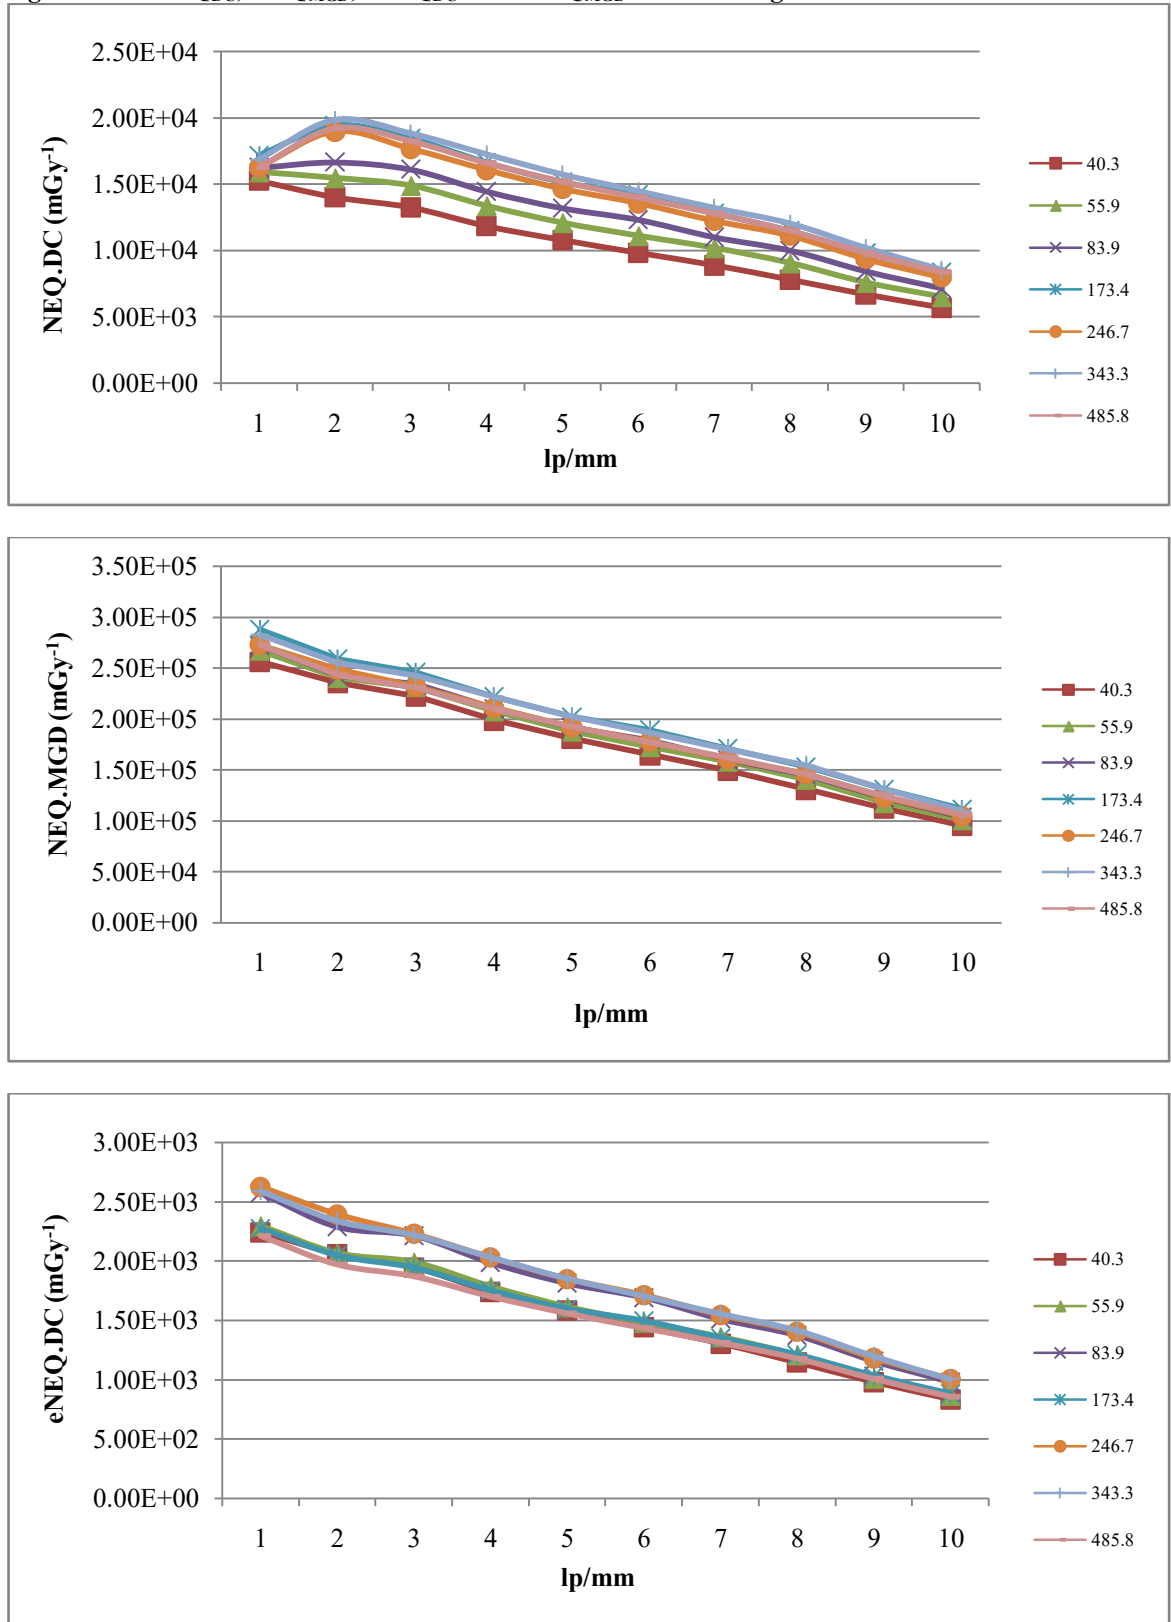 2.50E+04
2.00E+04
1.50E+04
1.00E+04
5.00E+03
0.00E+00
NEQ.DC (mGy-1)
1 2 3 4 5 6 7 8 9 10
lp/mm
40.3
55.9
83.9
173.4
246.7
343.3
485.8
3.50E+05
3.00E+05
2.50E+05
2.00E+05
1.50E+05
1.00E+05
5.00E+04
0.00E+00
NEQ.MGD (mGy-1)
1 2 3 4 5 6 7 8 9 10
lp/mm
40.3
55.9
83.9
173.4
246.7
343.3
485.8
3.00E+03
2.50E+03
2.00E+03
1.50E+03
1.00E+03
5.00E+02
0.00E+00
eNEQ.DC (mGy-1)
1 2 3 4 5 6 7 8 9 10
lp/mm
40.3
55.9
83.9
173.4
246.7
343.3
485.8